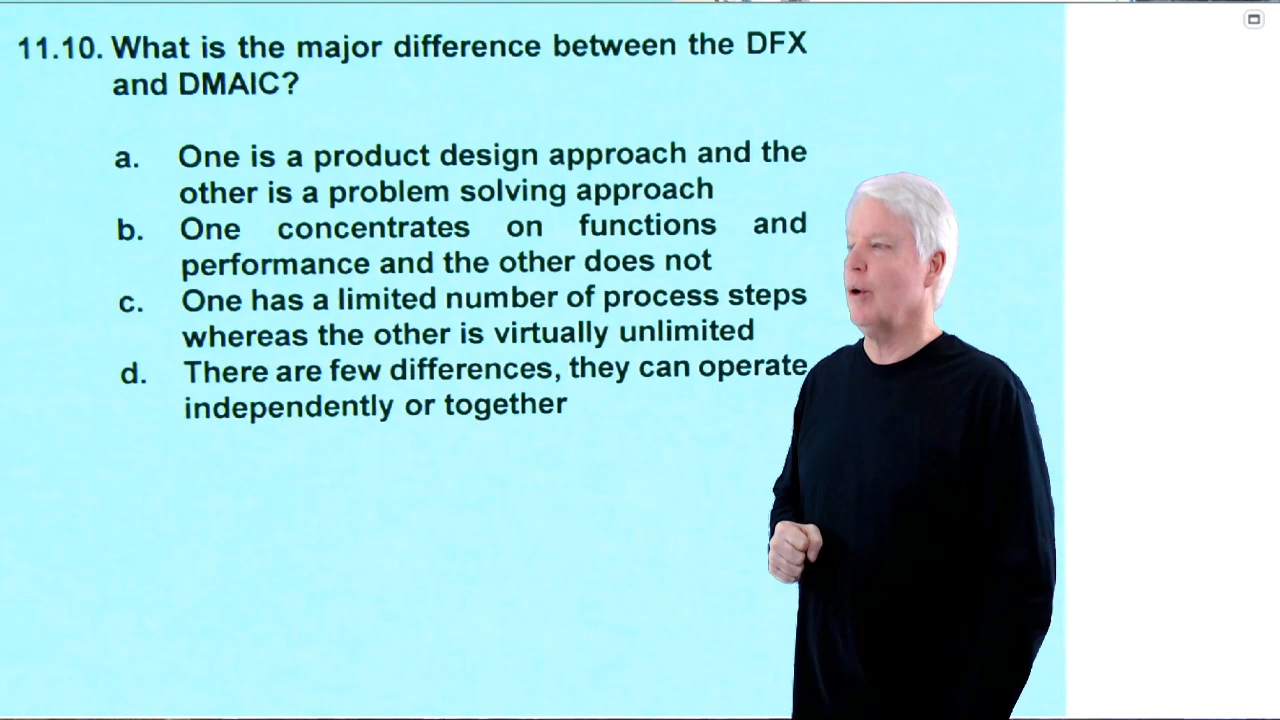 11.10. What is the major difference between the DFX
and DMAIC?
a. One is a product design approach and the
other is a problem solving approach
b. One concentrates on functions and
performance and the other does not
c. One has a limited number of process steps
whereas the other is virtually unlimited
d. There are few differences, they can operate
independently or together